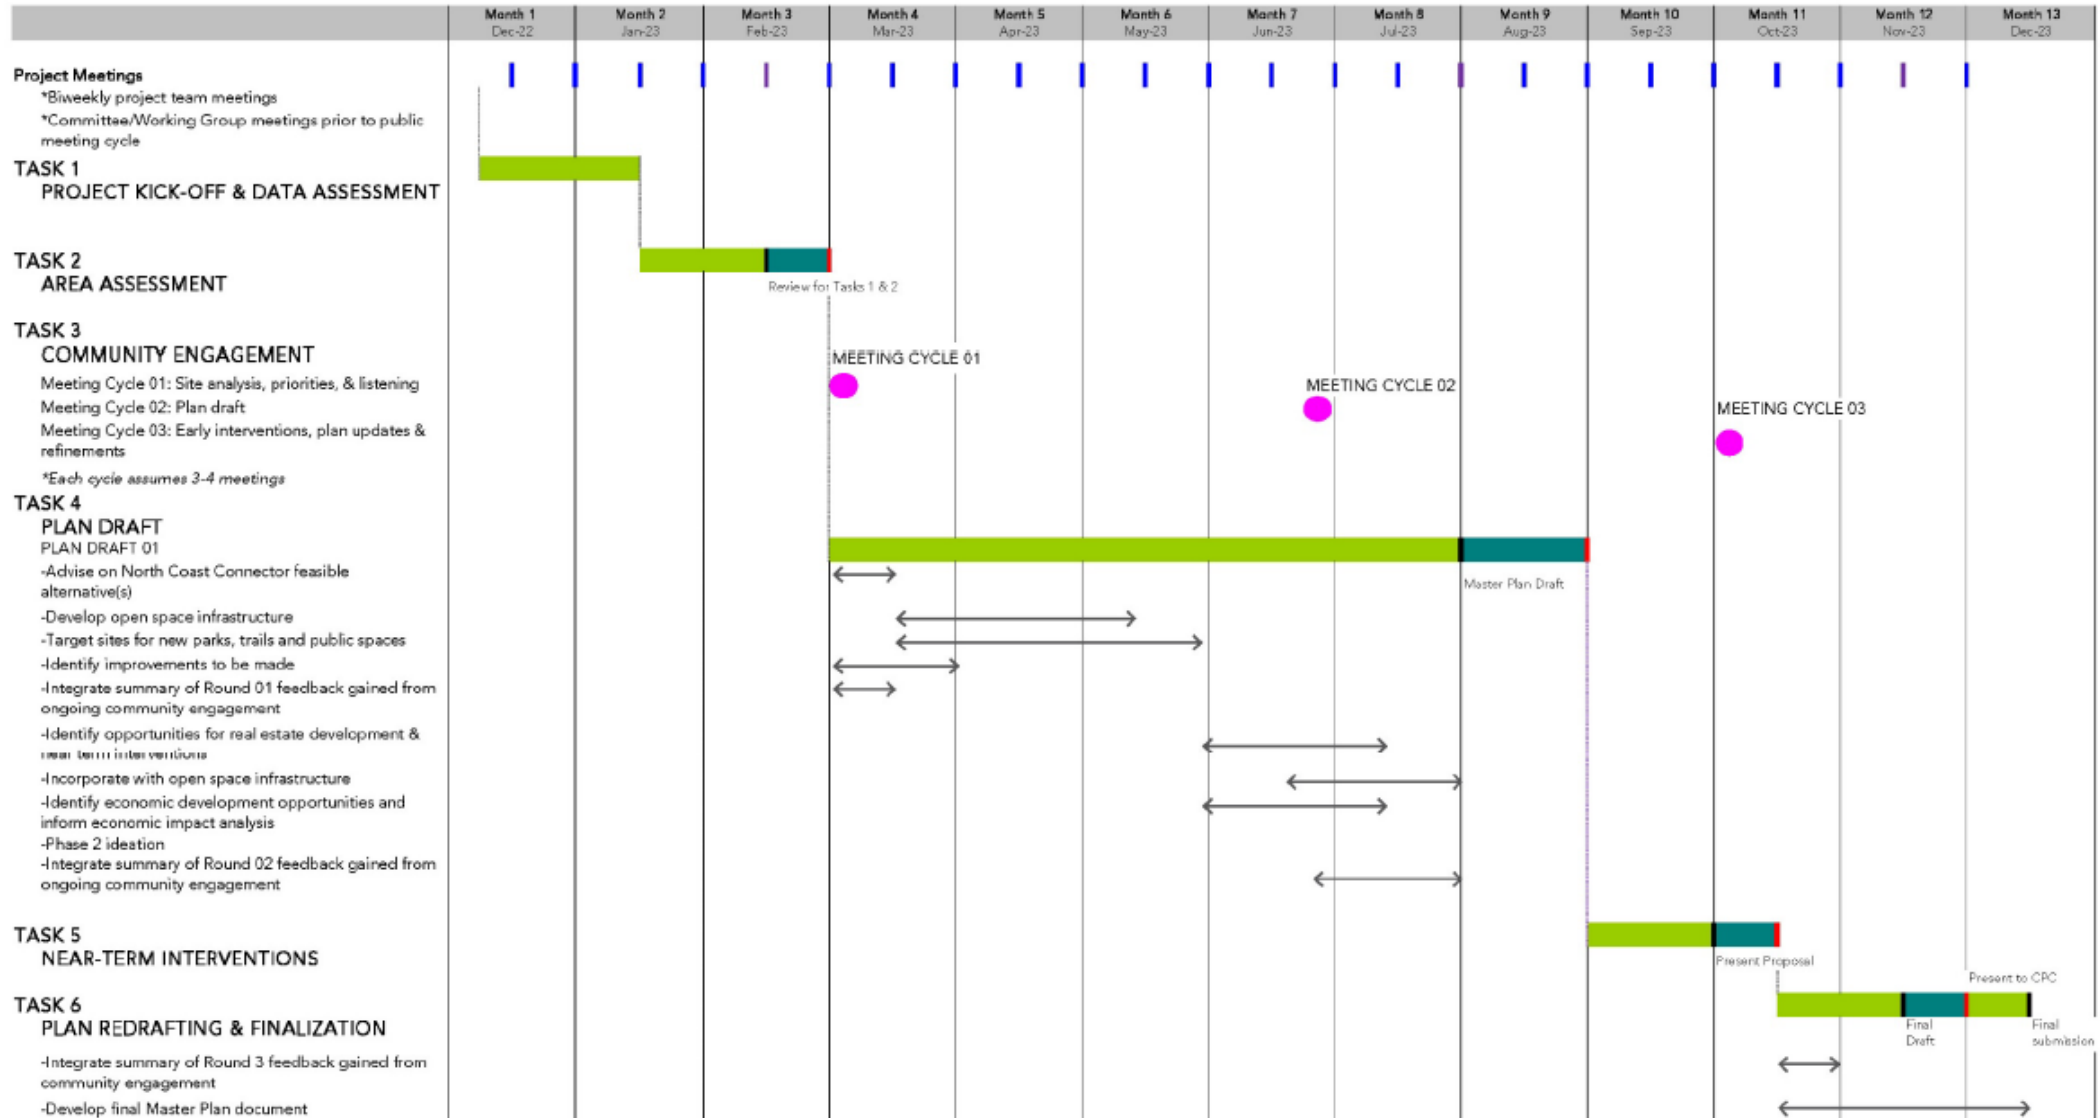 Month 1 Month 2 Month 3 Month 4 Month 5 Month 6 Month 7 Month 8 Month 9 Month 10 Month 11 Month 12 Month 13
Dec-22 Jan-23 Feb-23 Mar-23 Apr-23 May-23 Jun-23 Jul-23 Aug-23 Sep-23 Oct-23 Nov-23 Dec-23
Project Meetings
*Biweekly project team meetings
*Committee/Working Group meetings prior to public
meeting cycle
TASK 1
PROJECT KICK-OFF & DATA ASSESSMENT
TASK 2
AREA ASSESSMENT
Review for Tasks 1 & 2
TASK 3
COMMUNITY ENGAGEMENT
MEETING CYCLE 01
Meeting Cycle 01: Site analysis, priorities, & listening
MEETING CYCLE 02
Meeting Cycle 02: Plan draft
MEETING CYCLE 03
Meeting Cycle 03: Early interventions, plan updates &
refinements
*Each cycle assumes 3-4 meetings
TASK 4
PLAN DRAFT
PLAN DRAFT 01
-Advise on North Coast Connector feasible
alternative(s)
Master Plan Draft
-Develop open space infrastructure
-Target sites for new parks, trails and public spaces
-Identify improvements to be made
-Integrate summary of Round 01 feedback gained from
ongoing community engagement
-Identify opportunities for real estate development &
near term interventions
-Incorporate with open space infrastructure
-Identify economic development opportunities and
inform economic impact analysis
-Phase 2 ideation
-Integrate summary of Round 02 feedback gained from
ongoing community engagement
TASK 5
NEAR-TERM INTERVENTIONS
Present Proposal
Present to CPC
TASK 6
PLAN REDRAFTING & FINALIZATION
Final
Draft
Final
submission
-Integrate summary of Round 3 feedback gained from
community engagement
-Develop final Master Plan document